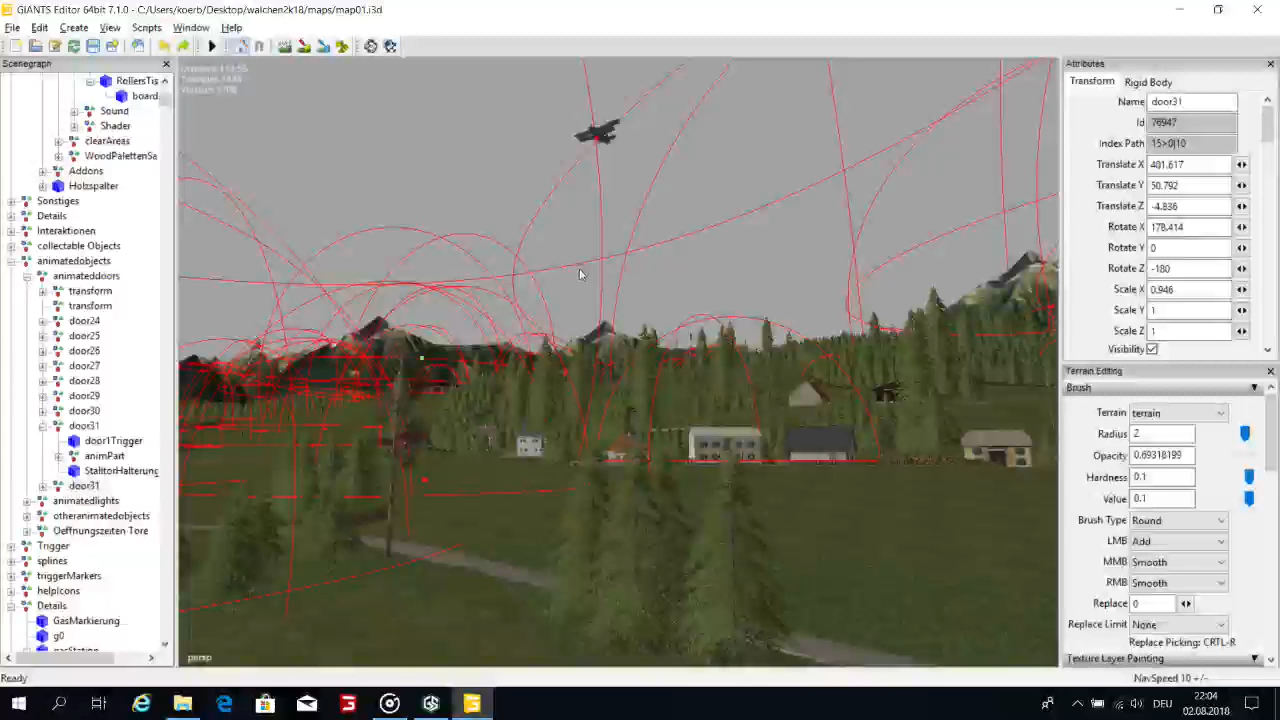 GIANTS Editor 64bit 7.1.0 - C:/Users/koerb/Desktop/walchen2k18/maps/map01.i3d
File Edit Create View Scripts Window Help
Scenegraph
RollersTis
board
Sound
Shader
clearAreas
WoodPalettenSa
Addons
Holzspalter
Sonstiges
Details
Interaktionen
collectable Objects
animatedobjects
animateddoors
transform
transform
door24
door25
door26
door27
door28
door29
door30
door31
door1Trigger
animPart
StalltorHalterung
door31
animatedlights
otheranimatedobjects
Oeffnungszeiten Tore
Trigger
splines
triggerMarkers
helpIcons
Details
GasMarkierung
g0
persp
Attributes
Transform Rigid Body
Name door31
Id 76947
Index Path 15>0|10
Translate X 401.617
Translate Y 50.792
Translate Z -4.836
Rotate X 178.414
Rotate Y 0
Rotate Z -180
Scale X 0.946
Scale Y 1
Scale Z 1
Visibility
Terrain Editing
Brush
Terrain terrain
Radius 2
Opacity 0.69318199
Hardness 0.1
Value 0.1
Brush Type Round
LMB Add
MMB Smooth
RMB Smooth
Replace 0
Replace Limit None
Replace Picking: CRTL-R
Texture Layer Painting
Ready
NavSpeed 10 +/-
DEU
22:04
02.08.2018